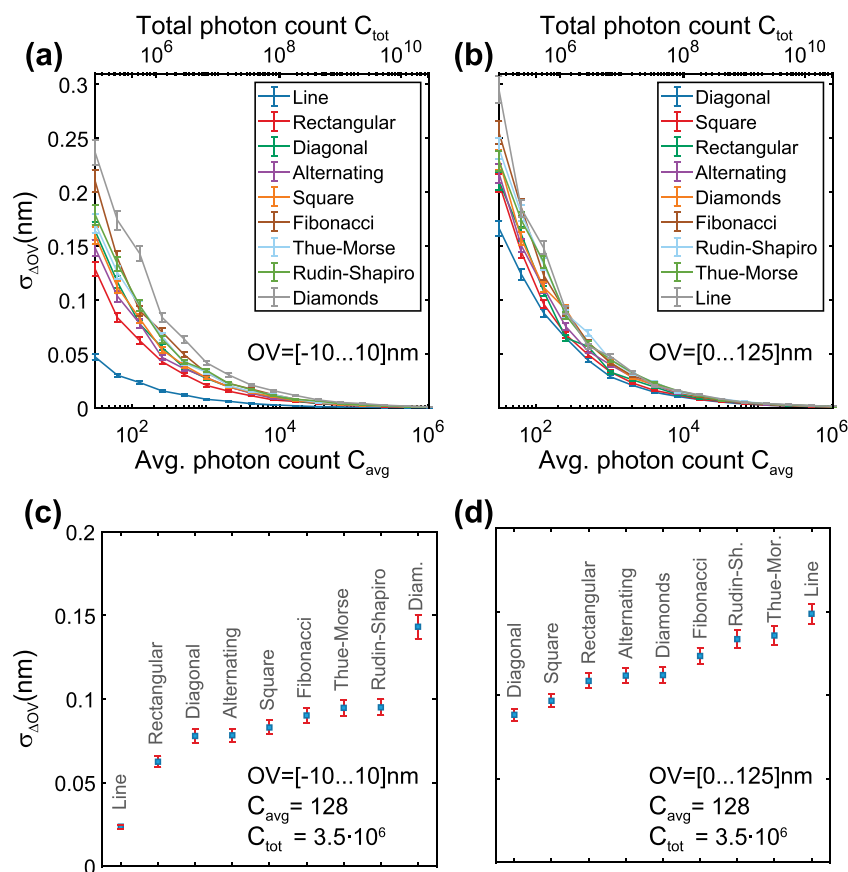 Total photon count C_tot
Total photon count C_tot
(a)
(b)
10^6
10^8
10^10
10^6
10^8
10^10
0.3
0.25
0.2
0.15
0.1
0.05
0
σ_ΔOV(nm)
Line
Rectangular
Diagonal
Alternating
Square
Fibonacci
Thue-Morse
Rudin-Shapiro
Diamonds
OV=[-10...10]nm
Diagonal
Square
Rectangular
Alternating
Diamonds
Fibonacci
Rudin-Shapiro
Thue-Morse
Line
OV=[0...125]nm
10^2
10^4
10^6
10^2
10^4
10^6
Avg. photon count C_avg
Avg. photon count C_avg
(c)
(d)
0.2
0.15
0.1
0.05
0
σ_ΔOV(nm)
Line
Rectangular
Diagonal
Alternating
Square
Fibonacci
Thue-Morse
Rudin-Shapiro
Diam.
OV=[-10...10]nm
C_avg= 128
C_tot = 3.5·10^6
Diagonal
Square
Rectangular
Alternating
Diamonds
Fibonacci
Rudin-Sh.
Thue-Mor.
Line
OV=[0...125]nm
C_avg= 128
C_tot = 3.5·10^6